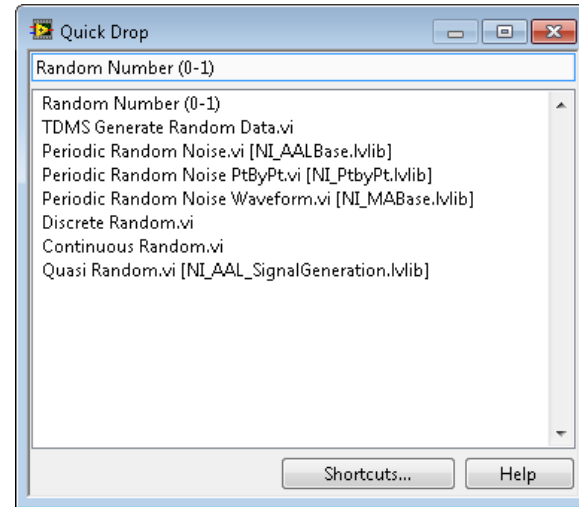 Quick Drop
Random Number (0-1)
Random Number (0-1)
TDMS Generate Random Data.vi
Periodic Random Noise.vi [NI_AALBase.lvlib]
Periodic Random Noise PtByPt.vi [NI_PtbyPt.lvlib]
Periodic Random Noise Waveform.vi [NI_MABase.lvlib]
Discrete Random.vi
Continuous Random.vi
Quasi Random.vi [NI_AAL_SignalGeneration.lvlib]
Shortcuts... Help